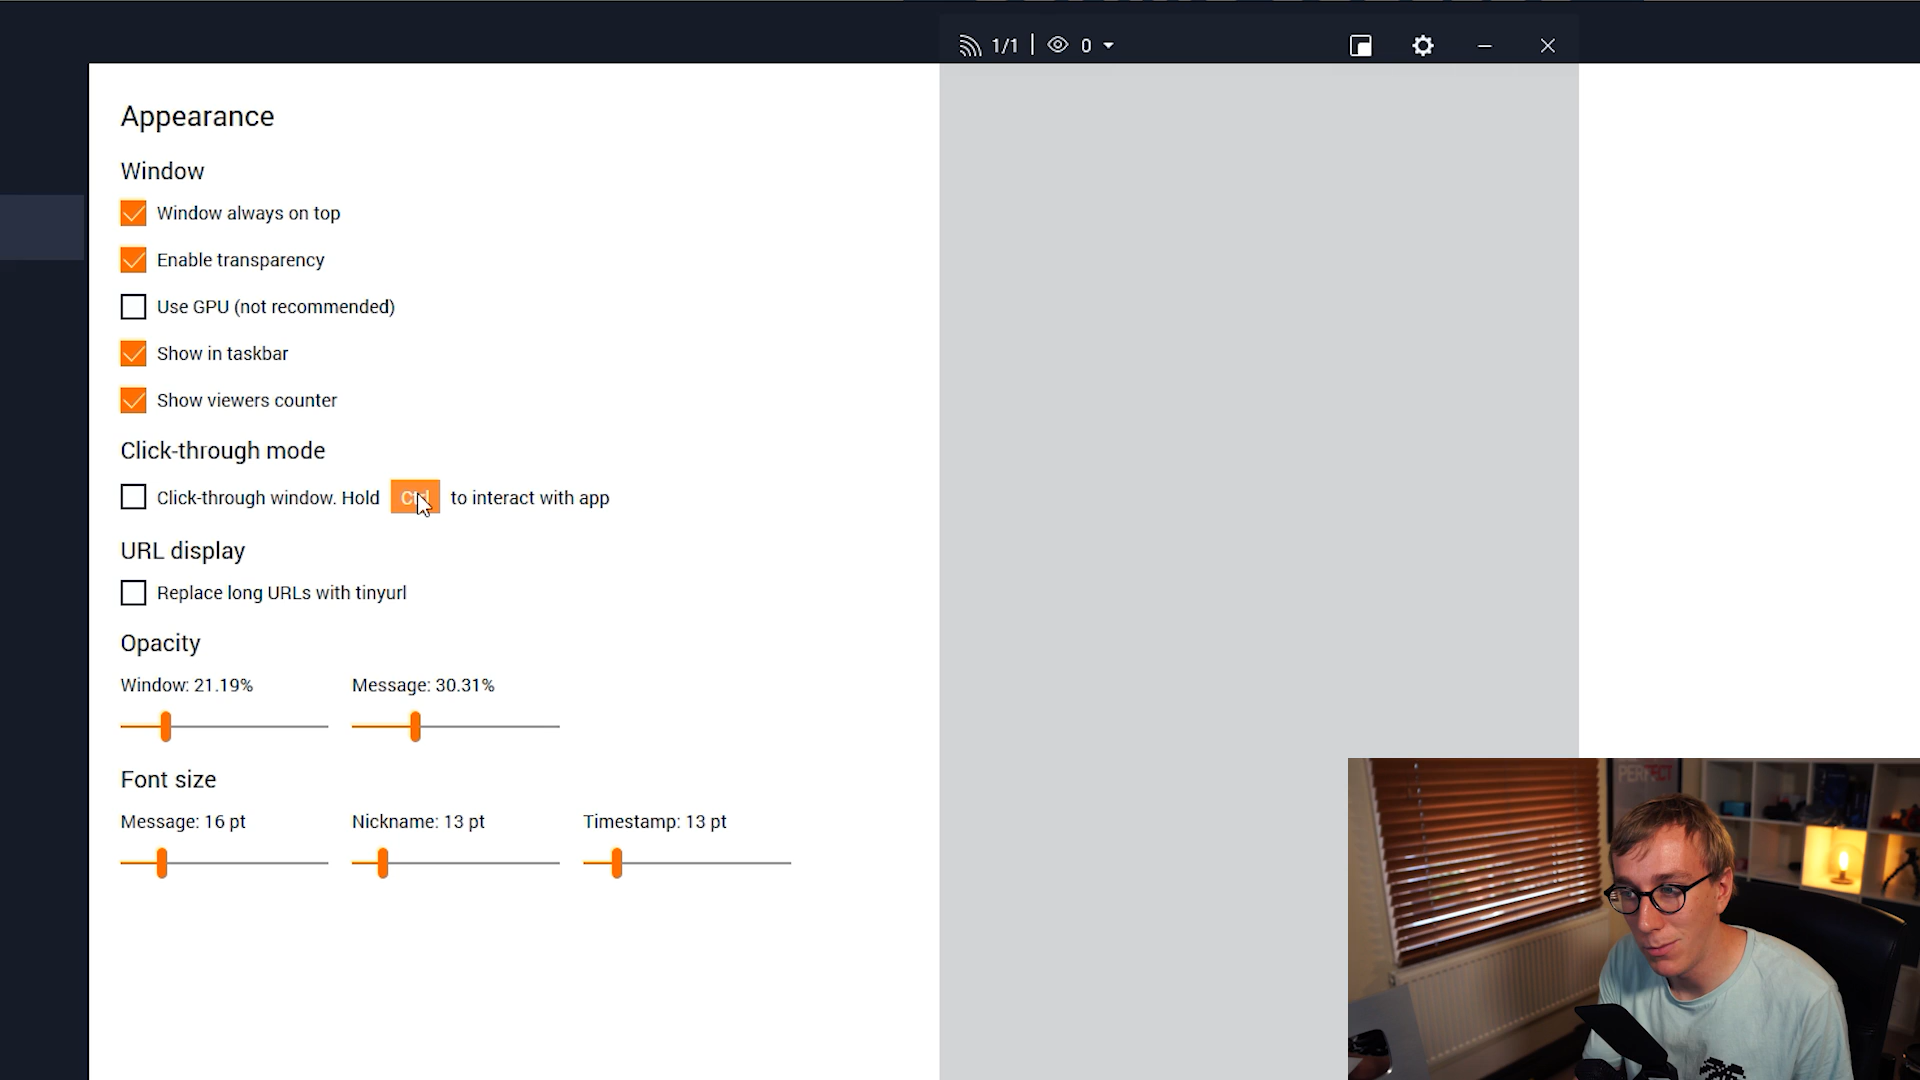 1/1 | 0
Appearance
Window
Window always on top
Enable transparency
Use GPU (not recommended)
Show in taskbar
Show viewers counter
Click-through mode
Click-through window. Hold Ctrl to interact with app
URL display
Replace long URLs with tinyurl
Opacity
Window: 21.19% Message: 30.31%
Font size
Message: 16 pt Nickname: 13 pt Timestamp: 13 pt
PERFECT